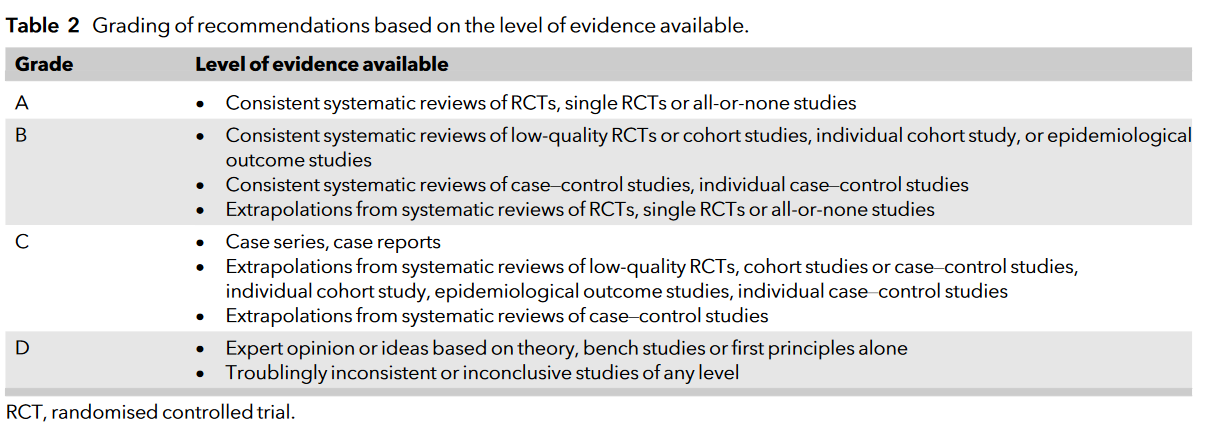 Table 2 Grading of recommendations based on the level of evidence available.
Grade Level of evidence available
A • Consistent systematic reviews of RCTs, single RCTs or all-or-none studies
B • Consistent systematic reviews of low-quality RCTs or cohort studies, individual cohort study, or epidemiological
outcome studies
• Consistent systematic reviews of case–control studies, individual case–control studies
• Extrapolations from systematic reviews of RCTs, single RCTs or all-or-none studies
C • Case series, case reports
• Extrapolations from systematic reviews of low-quality RCTs, cohort studies or case–control studies,
individual cohort study, epidemiological outcome studies, individual case–control studies
• Extrapolations from systematic reviews of case–control studies
D • Expert opinion or ideas based on theory, bench studies or first principles alone
• Troublingly inconsistent or inconclusive studies of any level
RCT, randomised controlled trial.